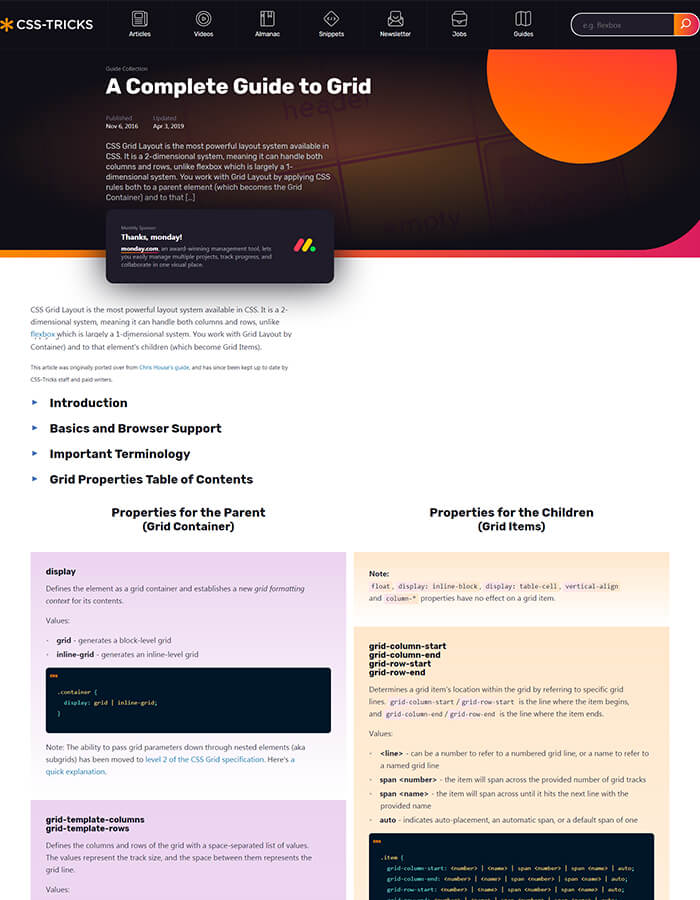 CSS-TRICKS
Articles
Videos
Almanac
Snippets
Newsletter
Jobs
Guides
e.g. flexbox
Guide Collection
A Complete Guide to Grid
header
Published
Updated
Nov 6, 2016
Apr 3, 2019
CSS Grid Layout is the most powerful layout system available in
CSS. It is a 2-dimensional system, meaning it can handle both
columns and rows, unlike flexbox which is largely a 1-
dimensional system. You work with Grid Layout by applying CSS
rules both to a parent element (which becomes the Grid
Container) and to that [...]
empty
Monthly Sponsor
Thanks, monday!
monday.com, an award-winning management tool, lets
you easily manage multiple projects, track progress, and
collaborate in one visual place.
CSS Grid Layout is the most powerful layout system available in CSS. It is a 2-
dimensional system, meaning it can handle both columns and rows, unlike
flexbox which is largely a 1-dimensional system. You work with Grid Layout by
Container) and to that element's children (which become Grid Items).
This article was originally ported over from Chris House's guide, and has since been kept up to date by
CSS-Tricks staff and paid writers.
Introduction
Basics and Browser Support
Important Terminology
Grid Properties Table of Contents
Properties for the Parent
(Grid Container)
display
Defines the element as a grid container and establishes a new grid formatting
context for its contents.
Values:
grid - generates a block-level grid
inline-grid - generates an inline-level grid
CSS
.container {
display: grid | inline-grid;
}
Note: The ability to pass grid parameters down through nested elements (aka
subgrids) has been moved to level 2 of the CSS Grid specification. Here's a
quick explanation.
grid-template-columns
grid-template-rows
Defines the columns and rows of the grid with a space-separated list of values.
The values represent the track size, and the space between them represents the
grid line.
Values:
Properties for the Children
(Grid Items)
Note:
float, display: inline-block, display: table-cell, vertical-align
and column-* properties have no effect on a grid item.
grid-column-start
grid-column-end
grid-row-start
grid-row-end
Determines a grid item's location within the grid by referring to specific grid
lines. grid-column-start / grid-row-start is the line where the item begins,
and grid-column-end / grid-row-end is the line where the item ends.
Values:
<line> - can be a number to refer to a numbered grid line, or a name to refer to
a named grid line
span <number> - the item will span across the provided number of grid tracks
span <name> - the item will span across until it hits the next line with the
provided name
auto - indicates auto-placement, an automatic span, or a default span of one
CSS
.item {
grid-column-start: <number> | <name> | span <number> | span <name> | auto;
grid-column-end: <number> | <name> | span <number> | span <name> | auto;
grid-row-start: <number> | <name> | span <number> | span <name> | auto;